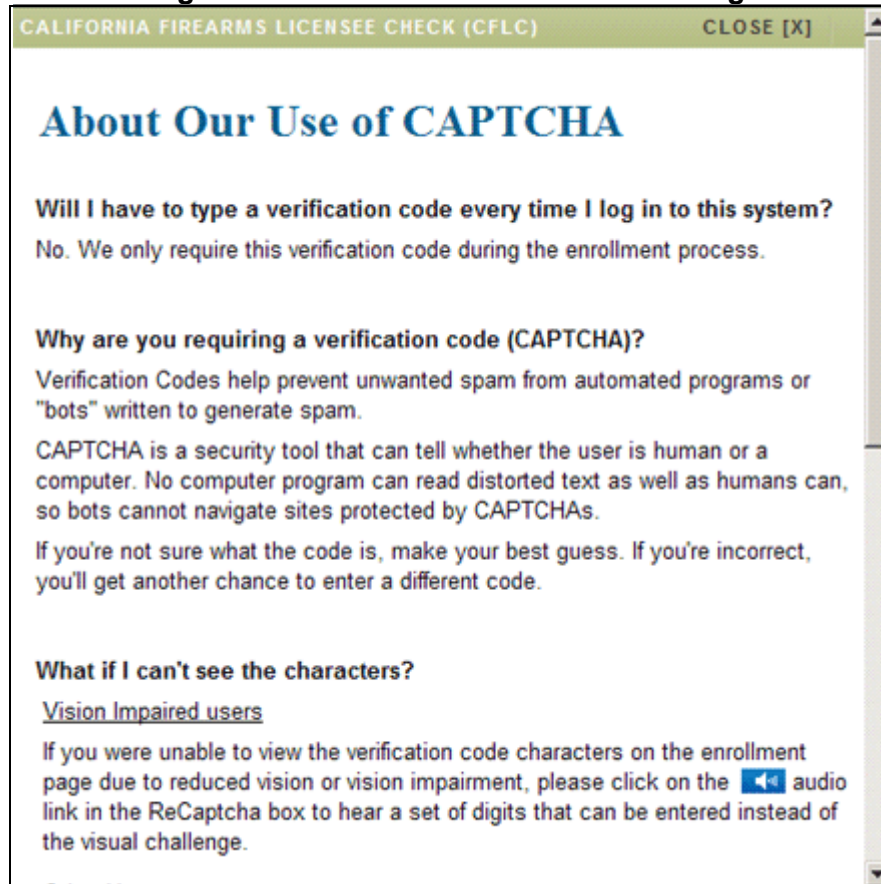 CALIFORNIA FIREARMS LICENSEE CHECK (CFLC) CLOSE [X]
About Our Use of CAPTCHA
Will I have to type a verification code every time I log in to this system?
No. We only require this verification code during the enrollment process.
Why are you requiring a verification code (CAPTCHA)?
Verification Codes help prevent unwanted spam from automated programs or
"bots" written to generate spam.
CAPTCHA is a security tool that can tell whether the user is human or a
computer. No computer program can read distorted text as well as humans can,
so bots cannot navigate sites protected by CAPTCHAs.
If you're not sure what the code is, make your best guess. If you're incorrect,
you'll get another chance to enter a different code.
What if I can't see the characters?
Vision Impaired users
If you were unable to view the verification code characters on the enrollment
page due to reduced vision or vision impairment, please click on the audio
link in the ReCaptcha box to hear a set of digits that can be entered instead of
the visual challenge.